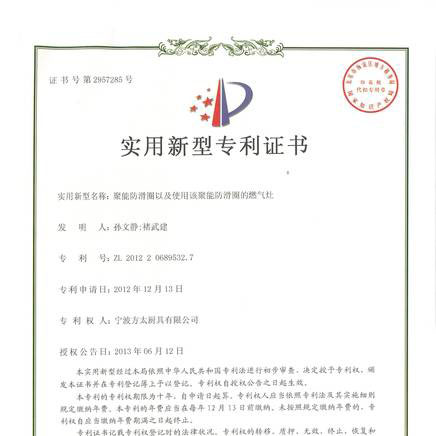 证书号第2957285号
实用新型专利证书
实用新型名称：聚能防滑圈以及使用该聚能防滑圈的燃气灶
发 明 人：孙文静;褚武建
专 利 号：ZL 2012 2 0689532.7
专利申请日：2012年12月13日
专 利 权 人：宁波方太厨具有限公司
授权公告日：2013年06月12日
本实用新型经过本局依照中华人民共和国专利法进行初步审查，决定授予专利权，颁
发本证书并在专利登记簿上予以登记。专利权自授权公告之日起生效。
本专利的专利权期限为十年，自申请日起算。专利权人应当依照专利法及其实施细则
规定缴纳年费。本专利的年费应当在每年12月13日前缴纳。未按照规定缴纳年费的，专
利权自应当缴纳年费期满之日起终止。
专利证书记载专利权登记时的法律状况。专利权的转移、质押、无效、终止、恢复和